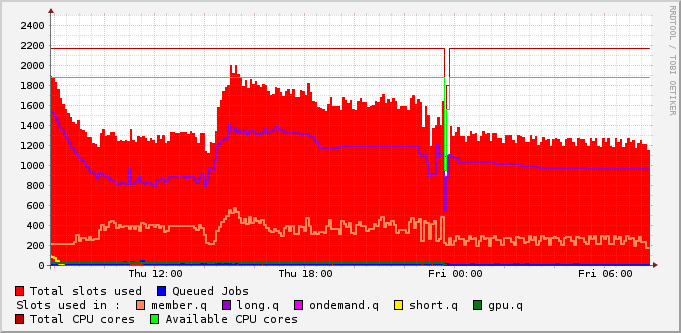 RRDTOOL / TOBI OETIKER
2400
2200
2000
1800
1600
1400
1200
1000
800
600
400
200
0
Thu 12:00 Thu 18:00 Fri 00:00 Fri 06:00
Total slots used Queued Jobs
Slots used in : member.q long.q ondemand.q short.q gpu.q
Total CPU cores Available CPU cores